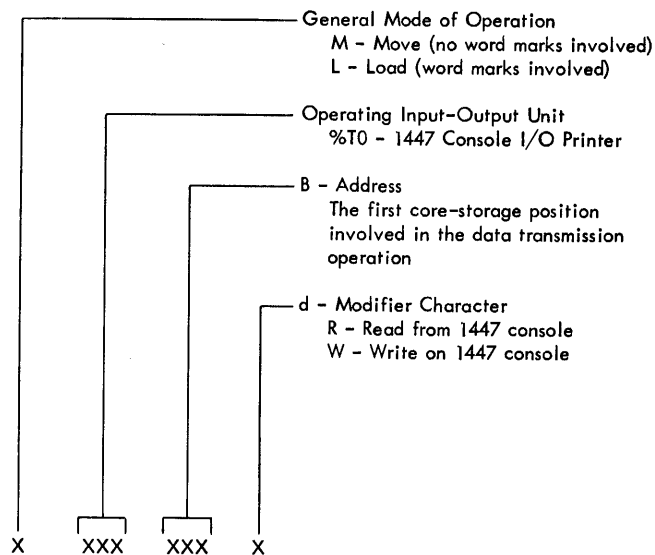 General Mode of Operation
M - Move (no word marks involved)
L - Load (word marks involved)
Operating Input-Output Unit
%T0 - 1447 Console I/O Printer
B - Address
The first core-storage position
involved in the data transmission
operation
d - Modifier Character
R - Read from 1447 console
W - Write on 1447 console
X XXX XXX X